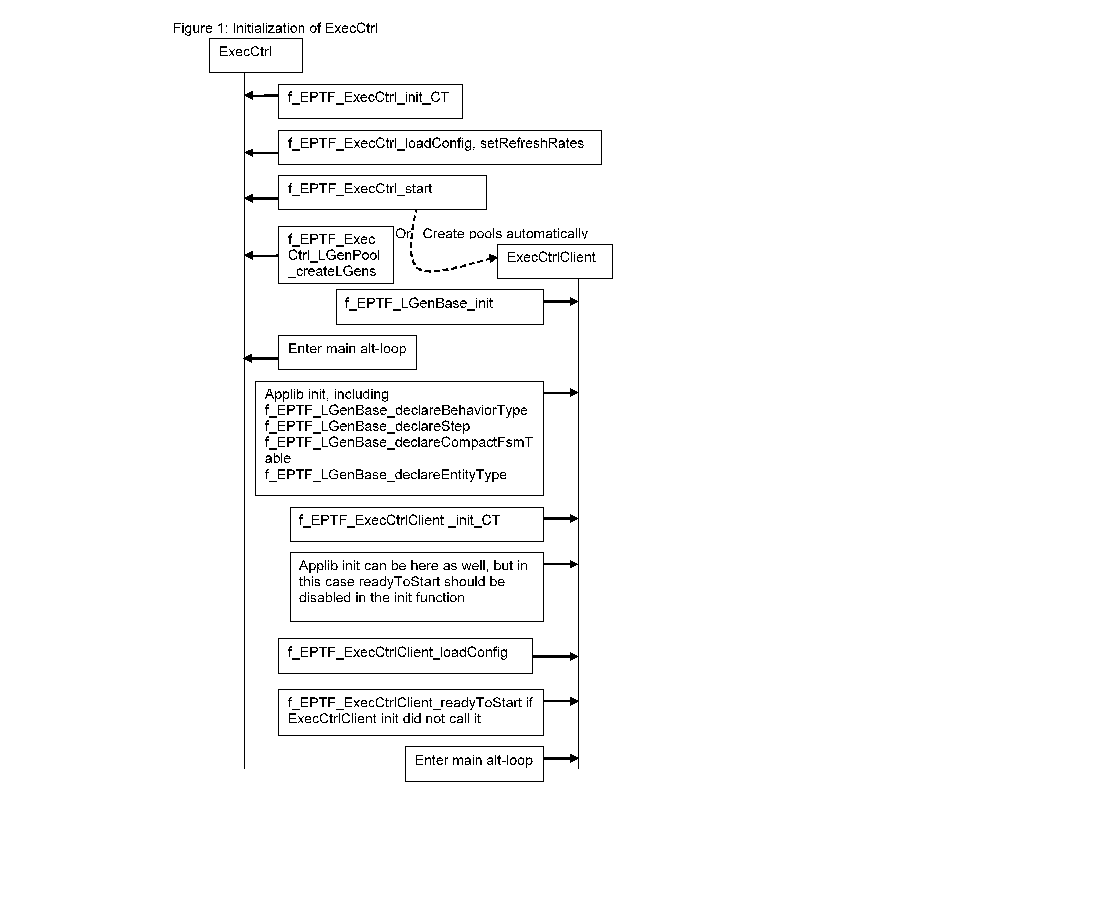 Figure 1: Initialization of ExecCtrl
ExecCtrl
f_EPTF_ExecCtrl_init_CT
f_EPTF_ExecCtrl_loadConfig, setRefreshRates
f_EPTF_ExecCtrl_start
f_EPTF_Exec
Ctrl_LGenPool
_createLGens
Or
Create pools automatically
ExecCtrlClient
f_EPTF_LGenBase_init
Enter main alt-loop
Applib init, including
f_EPTF_LGenBase_declareBehaviorType
f_EPTF_LGenBase_declareStep
f_EPTF_LGenBase_declareCompactFsmT
able
f_EPTF_LGenBase_declareEntityType
f_EPTF_ExecCtrlClient _init_CT
Applib init can be here as well, but in
this case readyToStart should be
disabled in the init function
f_EPTF_ExecCtrlClient_loadConfig
f_EPTF_ExecCtrlClient_readyToStart if
ExecCtrlClient init did not call it
Enter main alt-loop